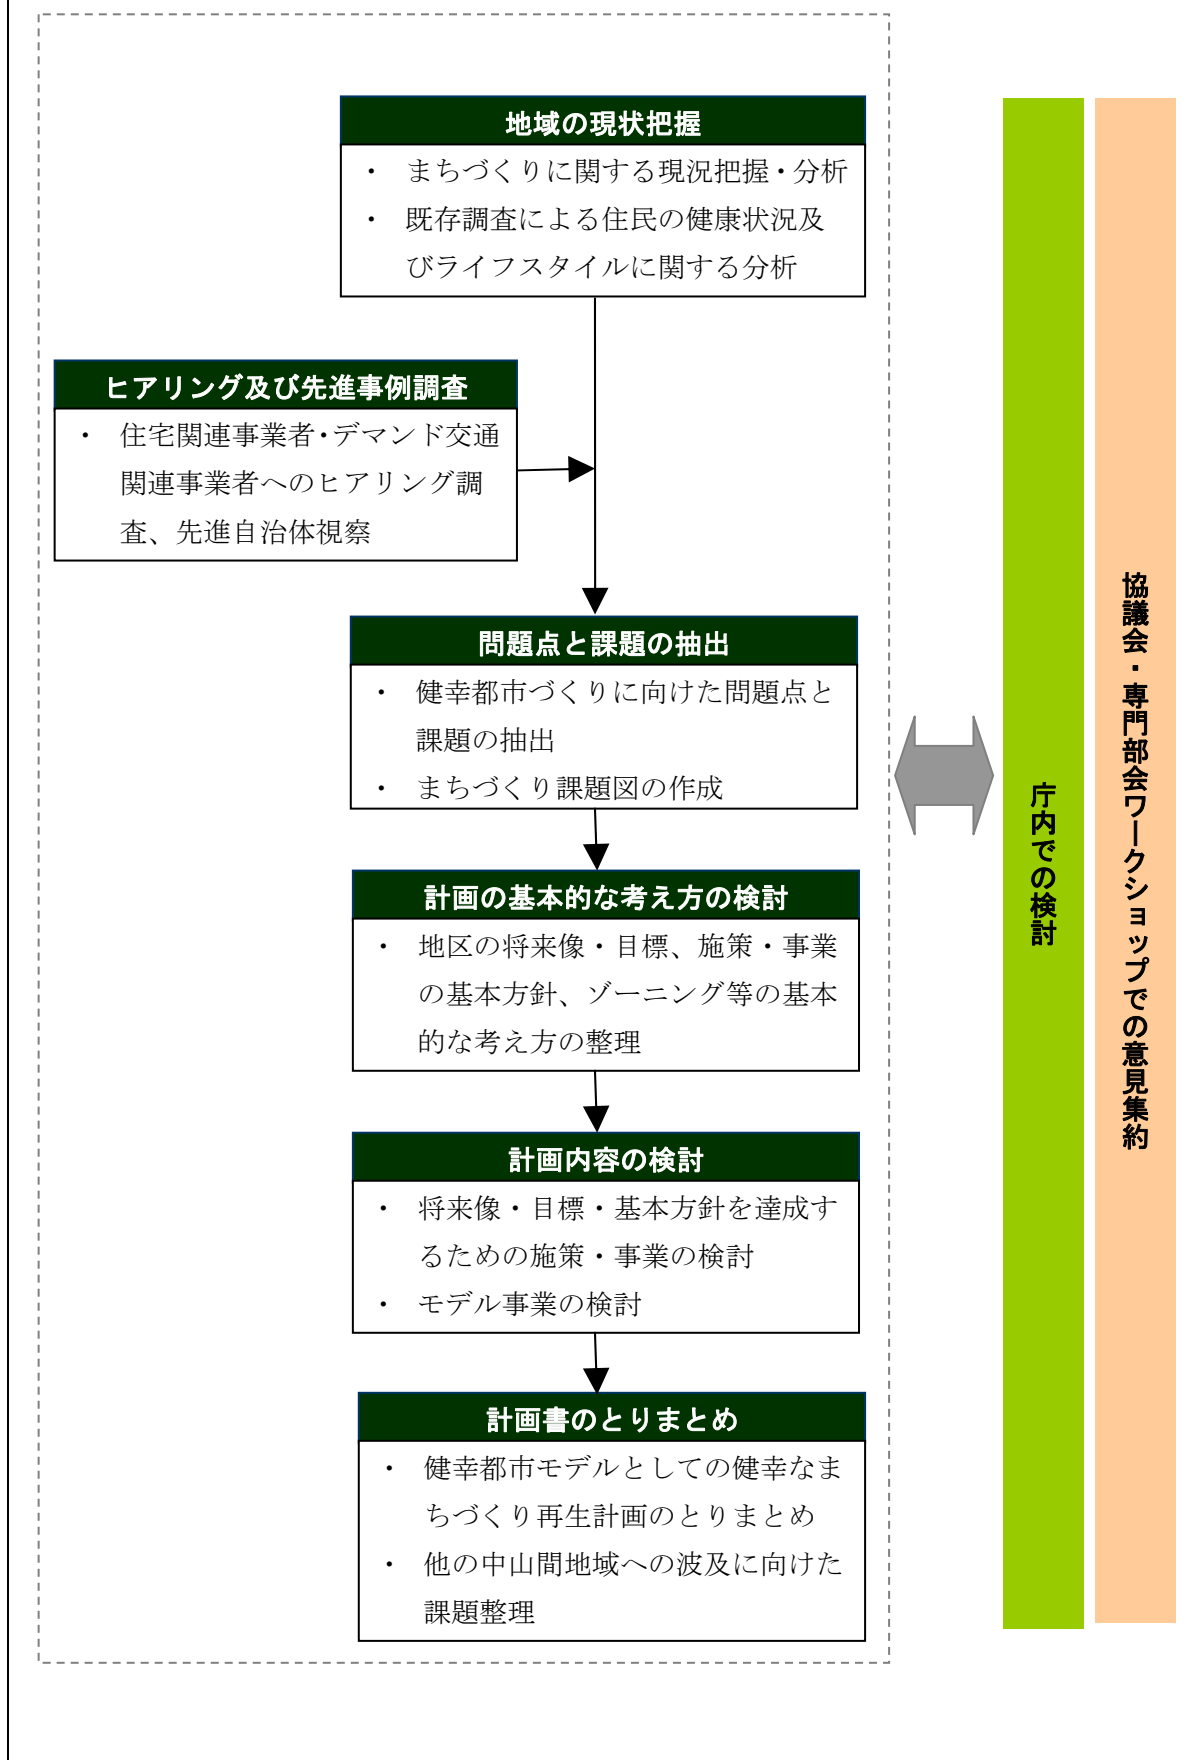 地域の現状把握
・ まちづくりに関する現況把握・分析
・ 既存調査による住民の健康状況及
びライフスタイルに関する分析
ヒアリング及び先進事例調査
・ 住宅関連事業者・デマンド交通
関連事業者へのヒアリング調
査、先進自治体視察
問題点と課題の抽出
・ 健幸都市づくりに向けた問題点と
課題の抽出
・ まちづくり課題図の作成
計画の基本的な考え方の検討
・ 地区の将来像・目標、施策・事業
の基本方針、ゾーニング等の基本
的な考え方の整理
計画内容の検討
・ 将来像・目標・基本方針を達成す
るための施策・事業の検討
・ モデル事業の検討
計画書のとりまとめ
・ 健幸都市モデルとしての健幸なま
ちづくり再生計画のとりまとめ
・ 他の中山間地域への波及に向けた
課題整理
庁内での検討
協議会・専門部会ワークショップでの意見集約